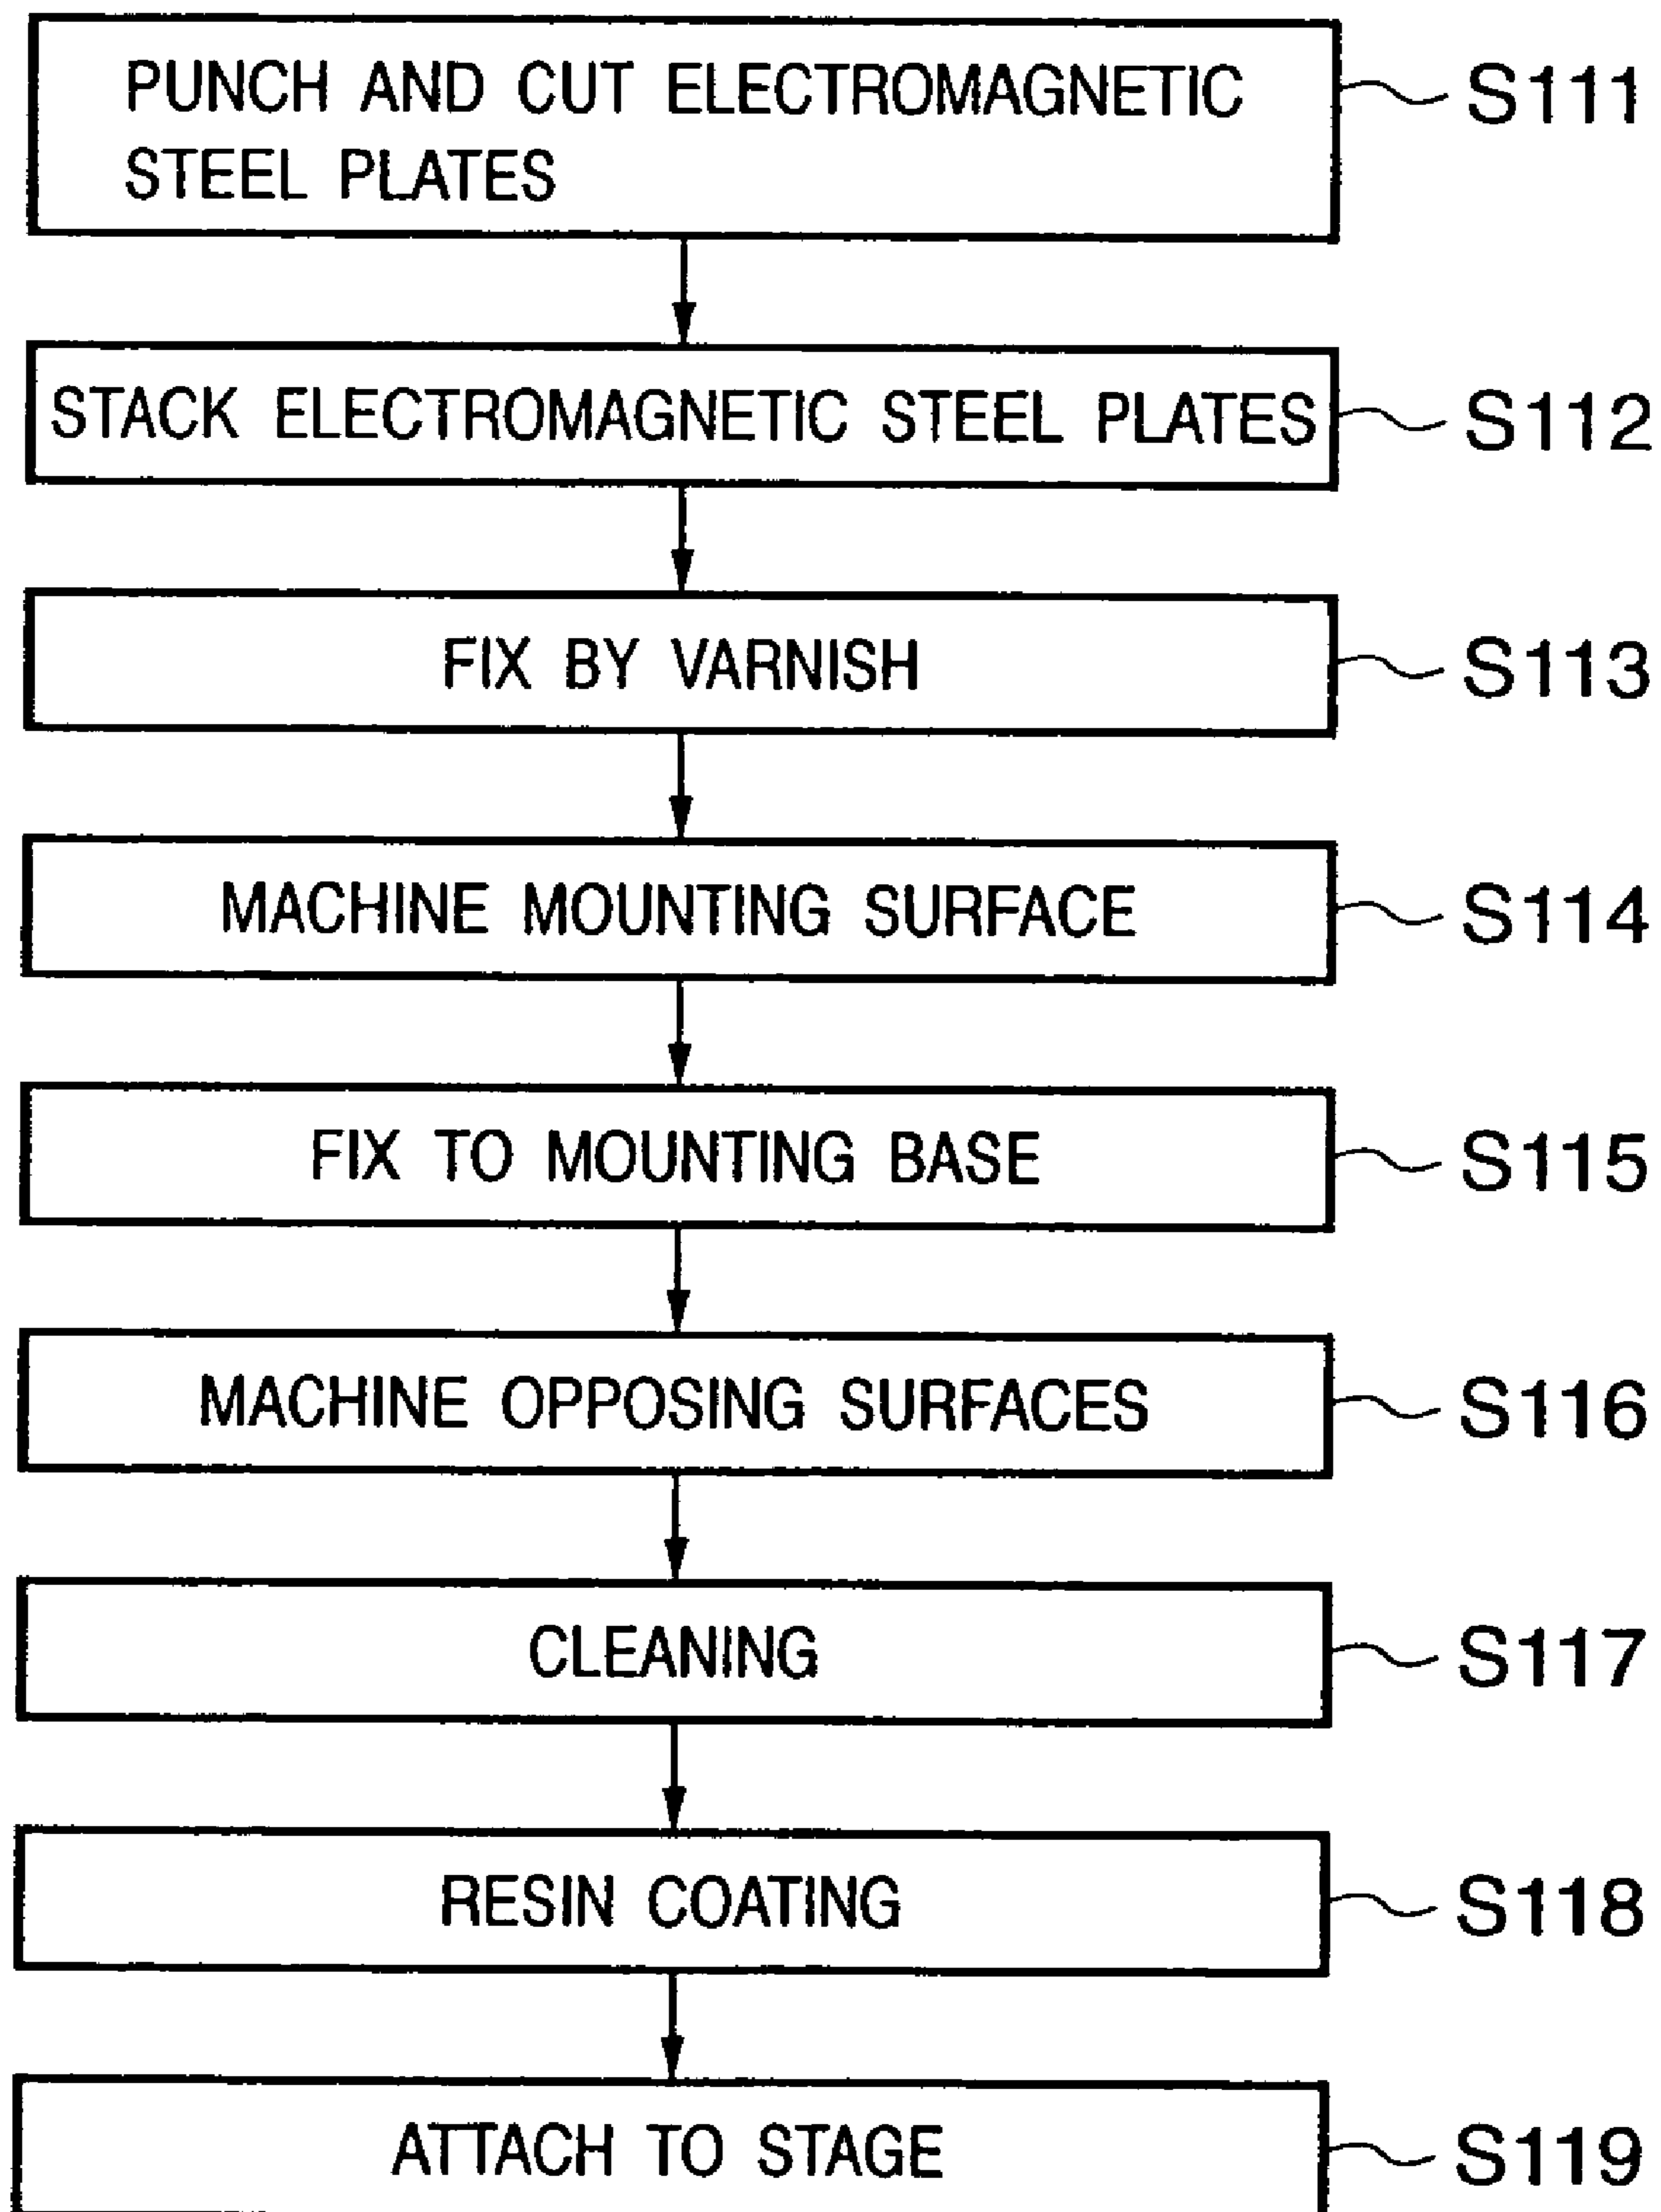 PUNCH AND CUT ELECTROMAGNETIC
STEEL PLATES
S111
STACK ELECTROMAGNETIC STEEL PLATES
S112
FIX BY VARNISH
S113
MACHINE MOUNTING SURFACE
S114
FIX TO MOUNTING BASE
S115
MACHINE OPPOSING SURFACES
S116
CLEANING
S117
RESIN COATING
S118
ATTACH TO STAGE
S119